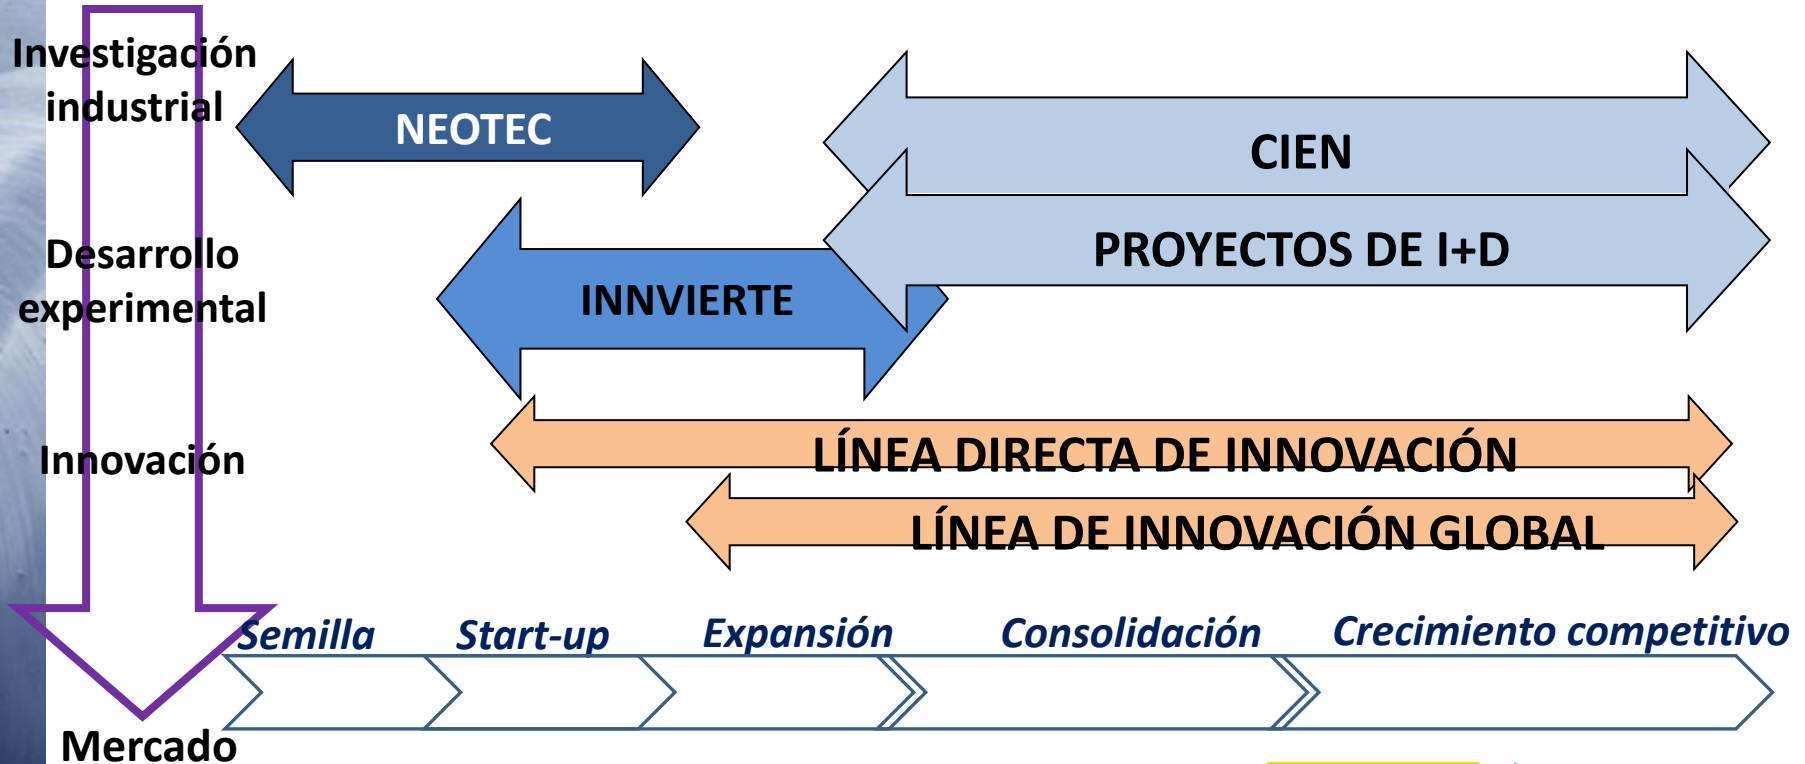 Investigación
industrial
NEOTEC
CIEN
PROYECTOS DE I+D
Desarrollo
experimental
INNVIERTE
Innovación
LÍNEA DIRECTA DE INNOVACIÓN
LÍNEA DE INNOVACIÓN GLOBAL
Semilla
Start-up
Expansión
Consolidación
Crecimiento competitivo
Mercado